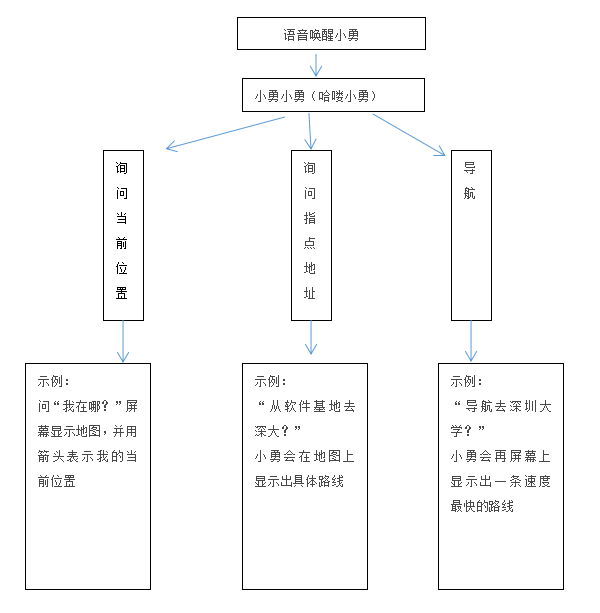 语音唤醒小勇
小勇小勇（哈喽小勇）
询
问
当
前
位
置
询
问
指
点
地
址
导
航
示例：
问“我在哪？”屏
幕显示地图，并用
箭头表示我的当
前位置
示例：
“从软件基地去
深大？”
小勇会在地图上
显示出具体路线
示例：
“导航去深圳大
学？”
小勇会再屏幕上
显示出一条速度
最快的路线